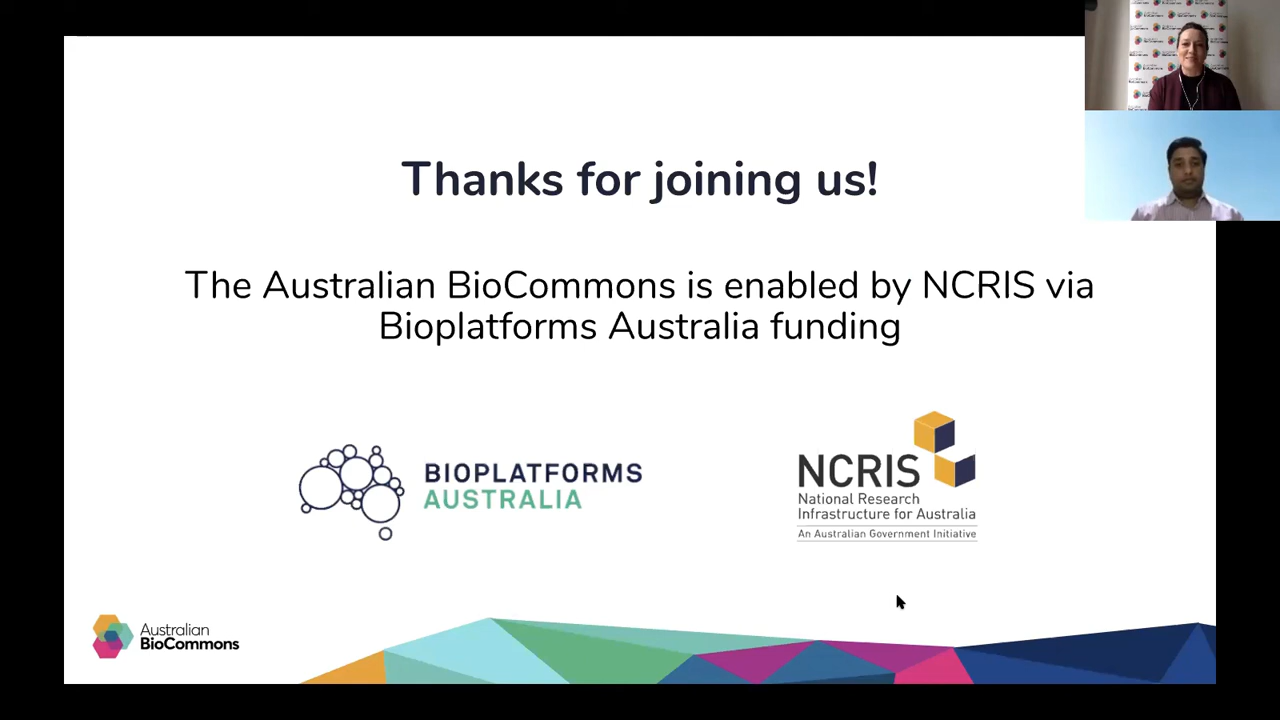 Thanks for joining us!
The Australian BioCommons is enabled by NCRIS via
Bioplatforms Australia funding
BIOPLATFORMS
AUSTRALIA
NCRIS
National Research
Infrastructure for Australia
An Australian Government Initiative
Australian
BioCommons